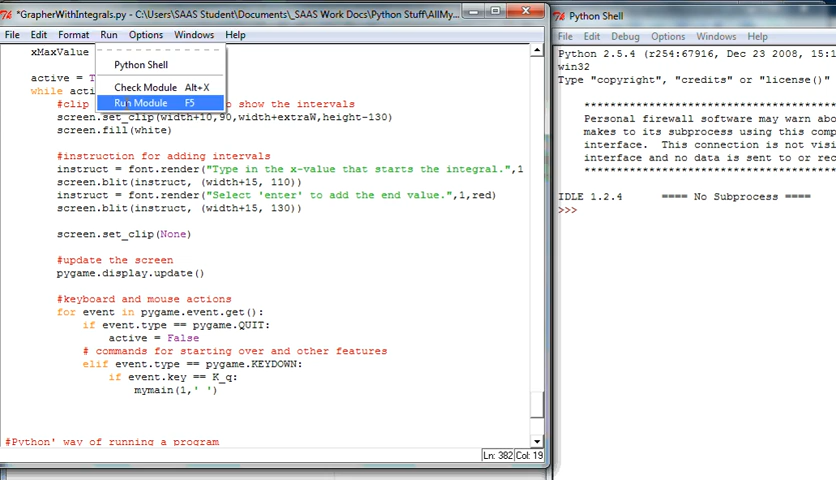 *GrapherWithIntegrals.py - C:\Users\SAAS Student\Documents\_SAAS Work Docs\Python Stuff\AllMy...
File Edit Format Run Options Windows Help
xMaxValue
Python Shell
active = T
Check Module Alt+X
while acti
Run Module F5
#clip to show the intervals
screen.set_clip(width+10,90,width+extraW,height-130)
screen.fill(white)
#instruction for adding intervals
instruct = font.render("Type in the x-value that starts the integral.",1
screen.blit(instruct, (width+15, 110))
instruct = font.render("Select 'enter' to add the end value.",1,red)
screen.blit(instruct, (width+15, 130))
screen.set_clip(None)
#update the screen
pygame.display.update()
#keyboard and mouse actions
for event in pygame.event.get():
if event.type == pygame.QUIT:
active = False
# commands for starting over and other features
elif event.type == pygame.KEYDOWN:
if event.key == K_q:
mymain(1,' ')
#Python' way of running a program
Ln: 382 Col: 19
Python Shell
File Edit Debug Options Windows Help
Python 2.5.4 (r254:67916, Dec 23 2008, 15:1
win32
Type "copyright", "credits" or "license()"
****************************************
Personal firewall software may warn abo
makes to its subprocess using this comp
interface. This connection is not visi
interface and no data is sent to or rec
****************************************
IDLE 1.2.4 ==== No Subprocess ====
>>>